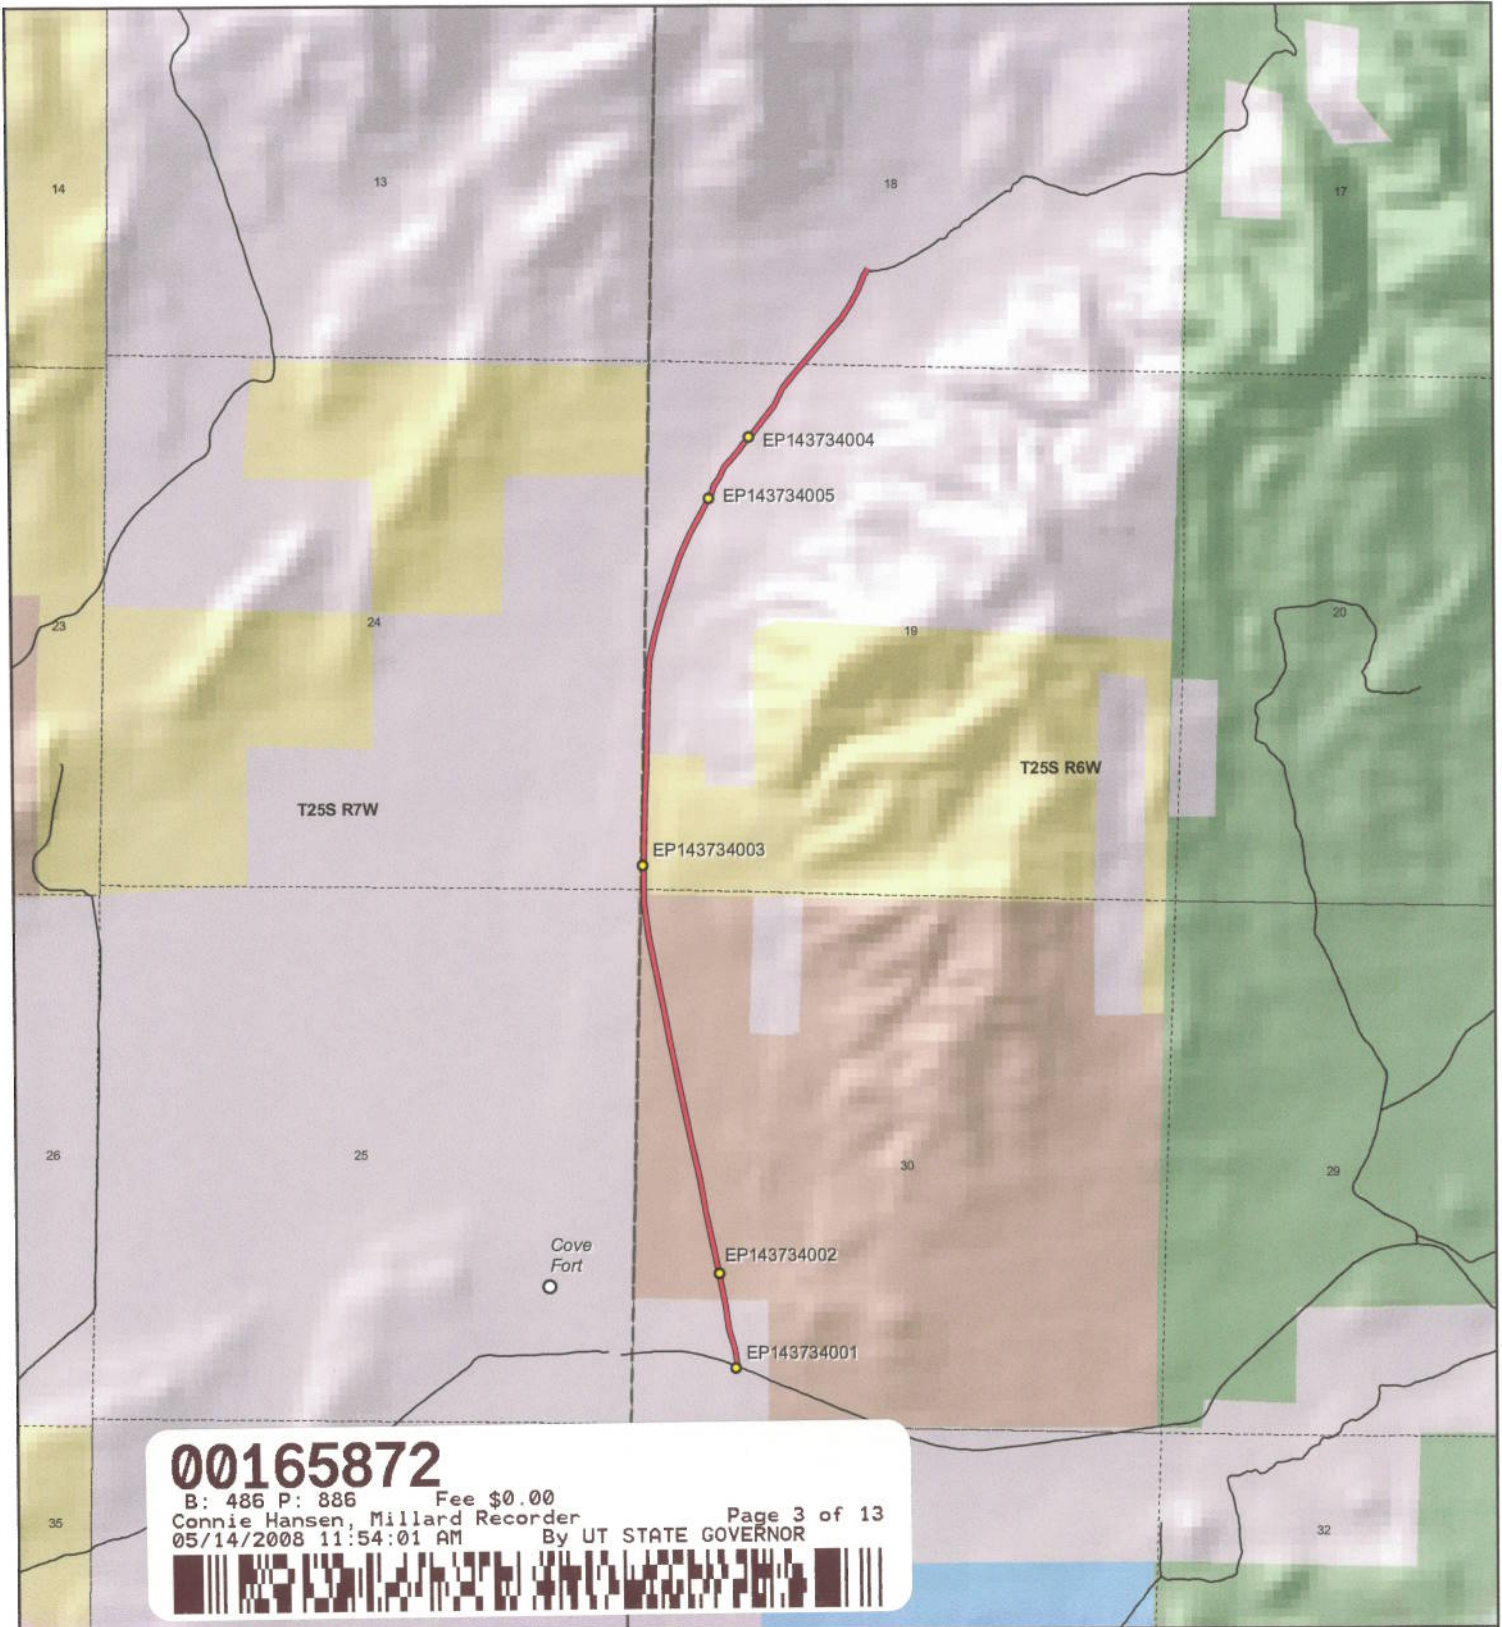 14
13
18
17
EP143734004
EP143734005
23
24
19
20
T25S R6W
T25S R7W
EP143734003
26
25
30
29
Cove
Fort
EP143734002
EP143734001
00165872
B: 486 P: 886 Fee $0.00
Connie Hansen, Millard Recorder Page 3 of 13
05/14/2008 11:54:01 AM By UT STATE GOVERNOR
35
32